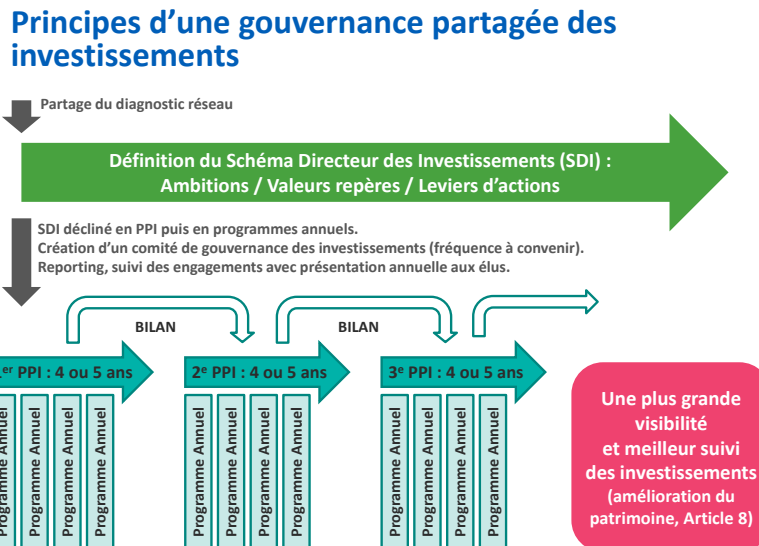 Principes d'une gouvernance partagée des
investissements
Partage du diagnostic réseau
Définition du Schéma Directeur des Investissements (SDI) :
Ambitions / Valeurs repères / Leviers d'actions
SDI décliné en PPI puis en programmes annuels.
Création d'un comité de gouvernance des investissements (fréquence à convenir).
Reporting, suivi des engagements avec présentation annuelle aux élus.
BILAN
BILAN
1er PPI : 4 ou 5 ans
2e PPI : 4 ou 5 ans
3e PPI : 4 ou 5 ans
Programme Annuel
Programme Annuel
Programme Annuel
Programme Annuel
Programme Annuel
Programme Annuel
Programme Annuel
Programme Annuel
Programme Annuel
Programme Annuel
Programme Annuel
Programme Annuel
Une plus grande
visibilité
et meilleur suivi
des investissements
(amélioration du
patrimoine, Article 8)